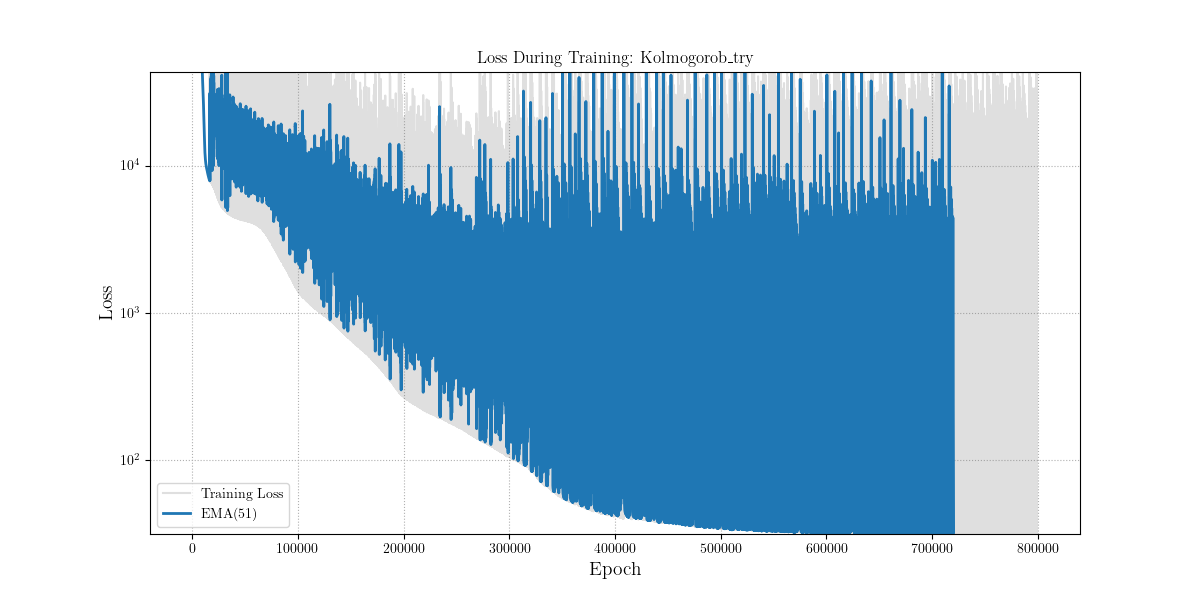 Loss During Training: Kolmogorob_try
Loss
10^4
10^3
10^2
Training Loss
EMA(51)
0 100000 200000 300000 400000 500000 600000 700000 800000
Epoch